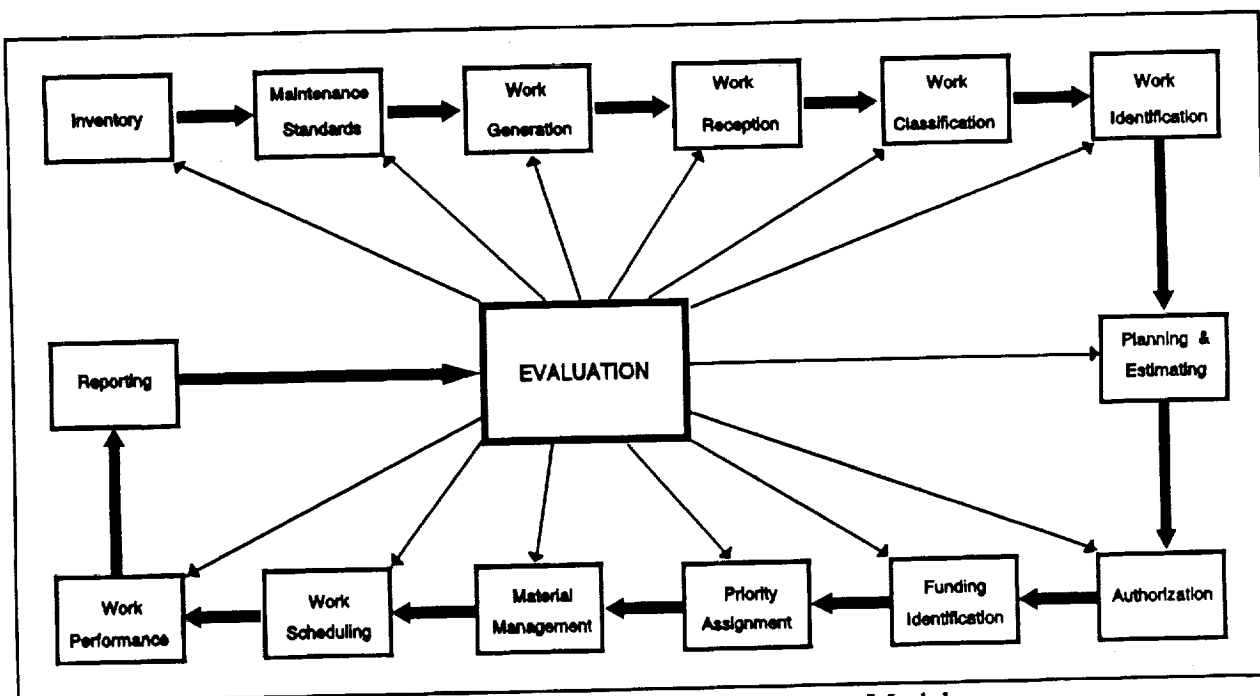 Inventory
Maintenance
Standards
Work
Generation
Work
Reception
Work
Classification
Work
Identification
Reporting
EVALUATION
Planning &
Estimating
Work
Performance
Work
Scheduling
Material
Management
Priority
Assignment
Funding
Identification
Authorization